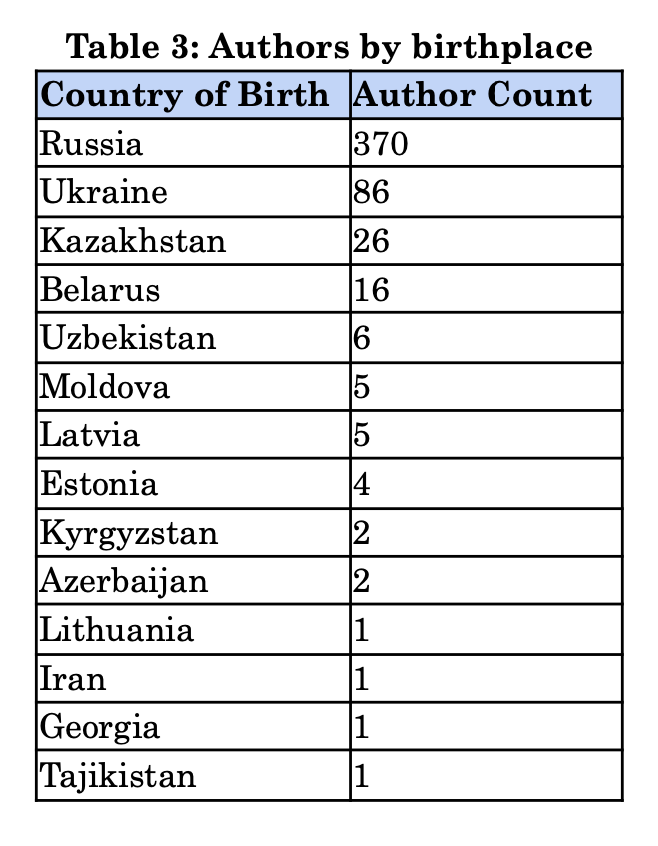 Table 3: Authors by birthplace
Country of Birth Author Count
Russia 370
Ukraine 86
Kazakhstan 26
Belarus 16
Uzbekistan 6
Moldova 5
Latvia 5
Estonia 4
Kyrgyzstan 2
Azerbaijan 2
Lithuania 1
Iran 1
Georgia 1
Tajikistan 1